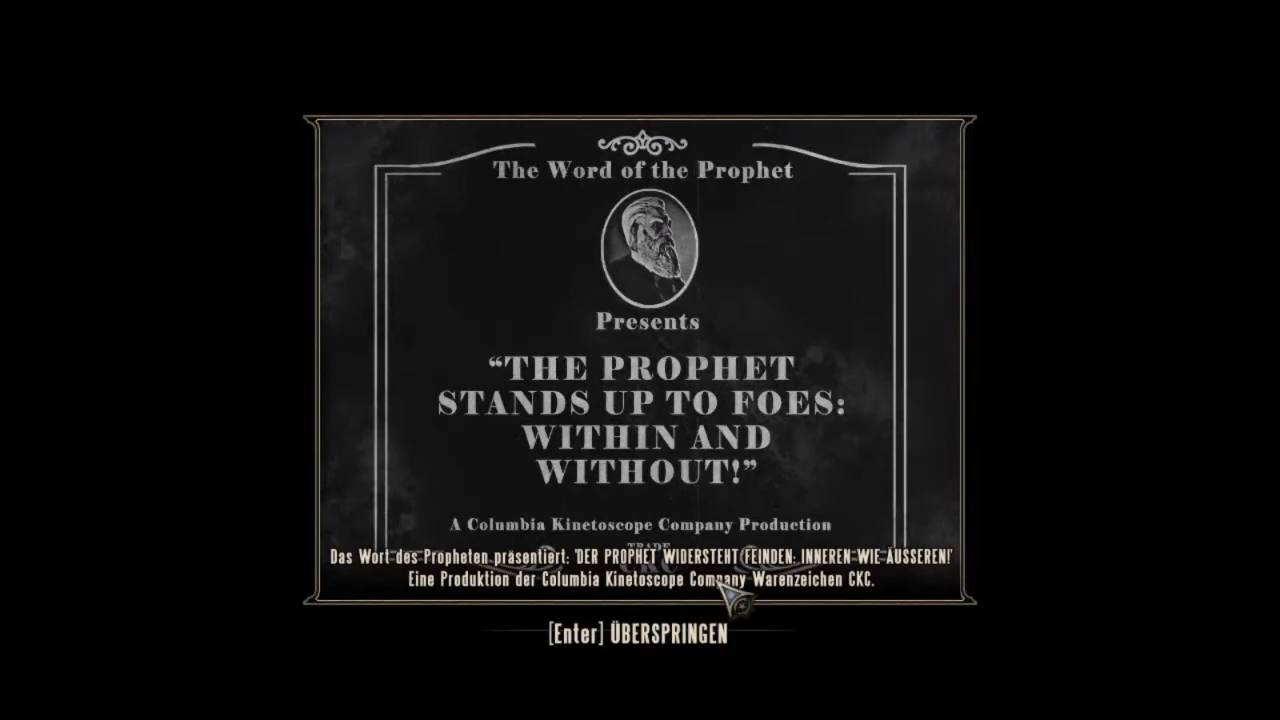 The Word of the Prophet
Presents
“THE PROPHET
STANDS UP TO FOES:
WITHIN AND
WITHOUT!”
A Columbia Kinetoscope Company Production
TRADE
CKC
Das Wort des Propheten präsentiert: 'DER PROPHET WIDERSTEHT FEINDEN: INNEREN WIE ÄUSSEREN!'
Eine Produktion der Columbia Kinetoscope Company Warenzeichen CKC.
[Enter] ÜBERSPRINGEN